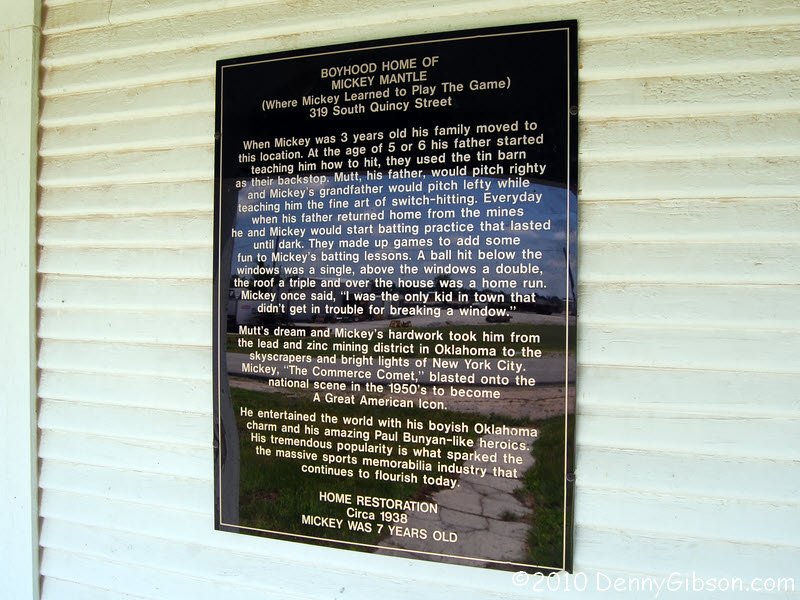 BOYHOOD HOME OF
MICKEY MANTLE
(Where Mickey Learned to Play The Game)
319 South Quincy Street
When Mickey was 3 years old his family moved to
this location. At the age of 5 or 6 his father started
teaching him how to hit, they used the tin barn
as their backstop. Mutt, his father, would pitch righty
and Mickey's grandfather would pitch lefty while
teaching him the fine art of switch-hitting. Everyday
when his father returned home from the mines
he and Mickey would start batting practice that lasted
until dark. They made up games to add some
fun to Mickey's batting lessons. A ball hit below the
windows was a single, above the windows a double,
the roof a triple and over the house was a home run.
Mickey once said, "I was the only kid in town that
didn't get in trouble for breaking a window."
Mutt's dream and Mickey's hardwork took him from
the lead and zinc mining district in Oklahoma to the
skyscrapers and bright lights of New York City.
Mickey, "The Commerce Comet," blasted onto the
national scene in the 1950's to become
A Great American Icon.
He entertained the world with his boyish Oklahoma
charm and his amazing Paul Bunyan-like heroics.
His tremendous popularity is what sparked the
the massive sports memorabilia industry that
continues to flourish today.
HOME RESTORATION
Circa 1938
MICKEY WAS 7 YEARS OLD
©2010 DennyGibson.com